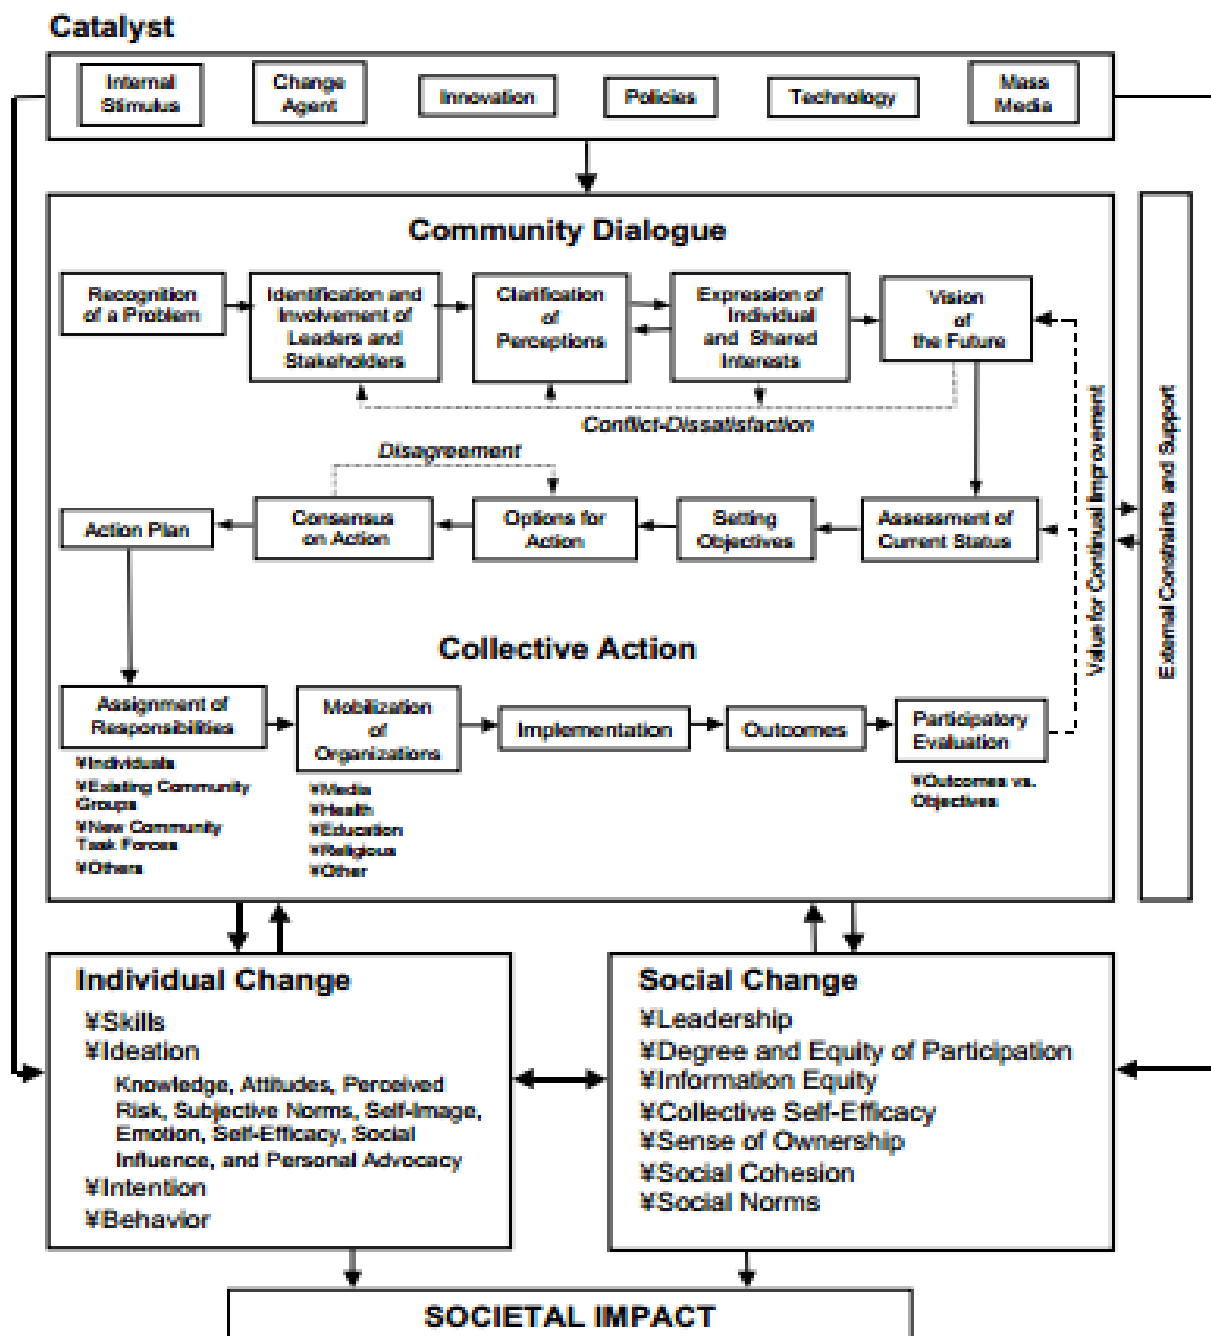 Catalyst
Internal
Stimulus
Change
Agent
Innovation
Policies
Technology
Mass
Media
Community Dialogue
Recognition
of a Problem
Identification and
Involvement of
Leaders and
Stakeholders
Clarification
of
Perceptions
Expression of
Individual
and Shared
Interests
Vision
of
the Future
Conflict-Dissatisfaction
Disagreement
Action Plan
Consensus
on Action
Options for
Action
Setting
Objectives
Assessment of
Current Status
Value for Continual Improvement
External Constraints and Support
Collective Action
Assignment of
Responsibilities
¥Individuals
¥Existing Community
Groups
¥New Community
Task Forces
¥Others
Mobilization
of
Organizations
¥Media
¥Health
¥Education
¥Religious
¥Other
Implementation
Outcomes
Participatory
Evaluation
¥Outcomes vs.
Objectives
Individual Change
¥Skills
¥Ideation
Knowledge, Attitudes, Perceived
Risk, Subjective Norms, Self-Image,
Emotion, Self-Efficacy, Social
Influence, and Personal Advocacy
¥Intention
¥Behavior
Social Change
¥Leadership
¥Degree and Equity of Participation
¥Information Equity
¥Collective Self-Efficacy
¥Sense of Ownership
¥Social Cohesion
¥Social Norms
SOCIETAL IMPACT